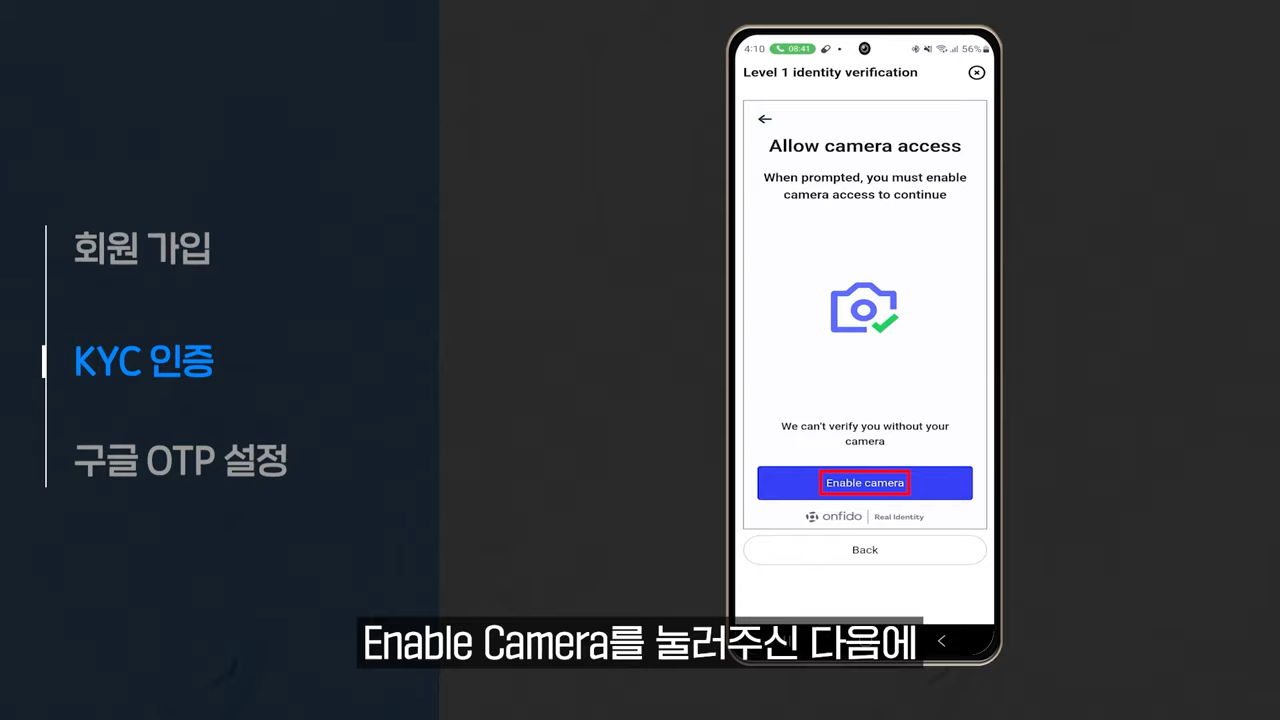 회원 가입
KYC 인증
구글 OTP 설정
4:10 08:41 56%
Level 1 identity verification
Allow camera access
When prompted, you must enable
camera access to continue
We can't verify you without your
camera
Enable camera
onfido Real Identity
Back
Enable Camera를 눌러주신 다음에